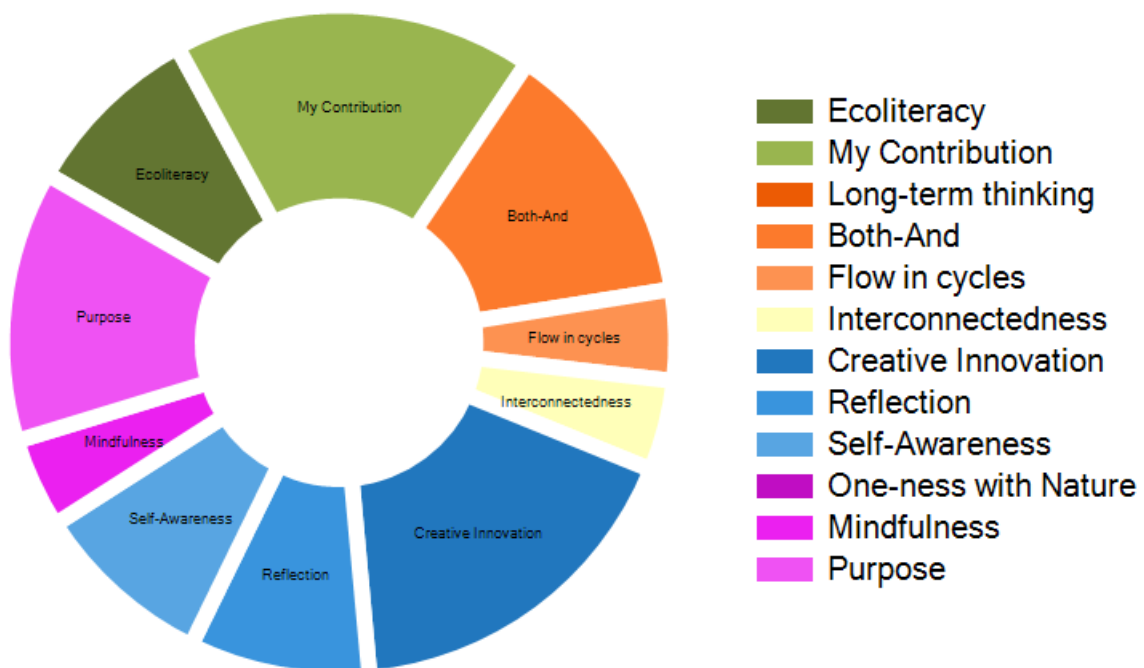 My Contribution
Ecoliteracy
Both-And
Purpose
Flow in cycles
Interconnectedness
Mindfulness
Self-Awareness
Creative Innovation
Reflection
Ecoliteracy
My Contribution
Long-term thinking
Both-And
Flow in cycles
Interconnectedness
Creative Innovation
Reflection
Self-Awareness
One-ness with Nature
Mindfulness
Purpose